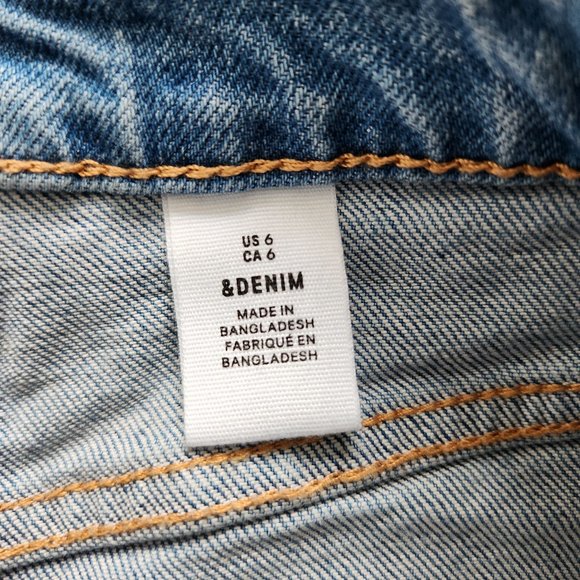 US 6
CA 6
&DENIM
MADE IN
BANGLADESH
FABRIQUÉ EN
BANGLADESH